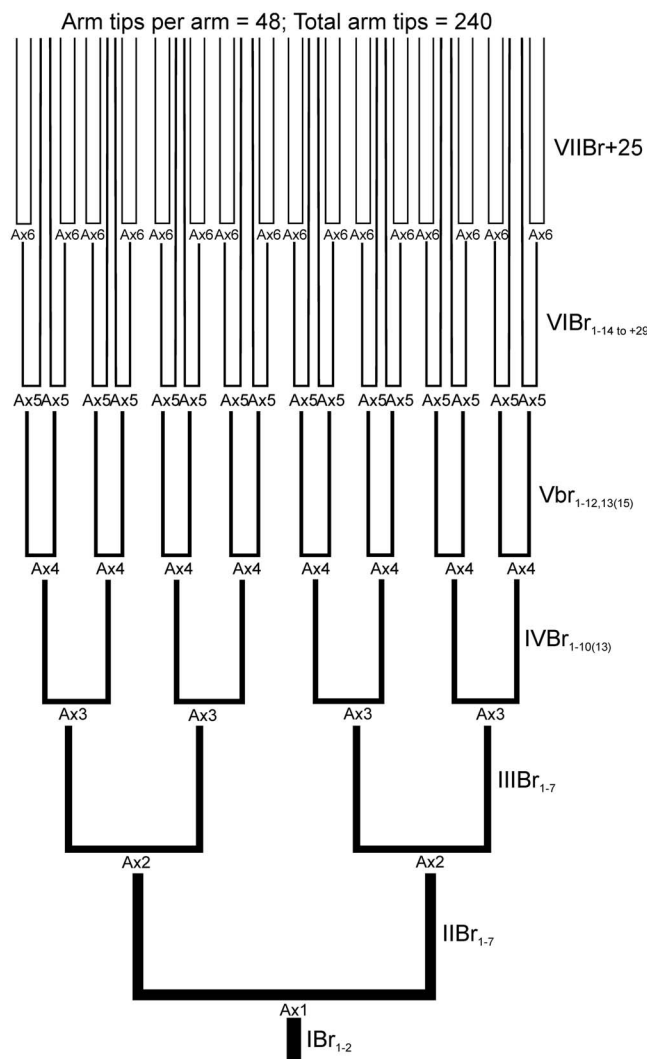 Arm tips per arm = 48; Total arm tips = 240
VIIBr+25
Ax6 Ax6 Ax6 Ax6 Ax6 Ax6 Ax6 Ax6 Ax6 Ax6 Ax6 Ax6 Ax6 Ax6 Ax6 Ax6
VIBr1-14 to +29
Ax5 Ax5 Ax5 Ax5 Ax5 Ax5 Ax5 Ax5 Ax5 Ax5 Ax5 Ax5 Ax5 Ax5 Ax5 Ax5
Vbr1-12,13(15)
Ax4 Ax4 Ax4 Ax4 Ax4 Ax4 Ax4 Ax4
IVBr1-10(13)
Ax3 Ax3 Ax3 Ax3
IIIBr1-7
Ax2 Ax2
IIBr1-7
Ax1
IBr1-2